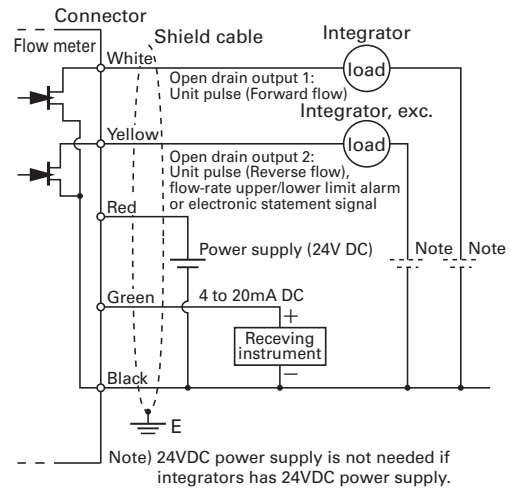 Connector
Flow meter
Shield cable
Integrator
White
load
Open drain output 1:
Unit pulse (Forward flow)
Integrator, exc.
Yellow
load
Open drain output 2:
Unit pulse (Reverse flow),
flow-rate upper/lower limit alarm
or electronic statement signal
Red
Power supply (24V DC)
Note
Note
Green
4 to 20mA DC
+
Receving
instrument
−
Black
E
Note) 24VDC power supply is not needed if
integrators has 24VDC power supply.